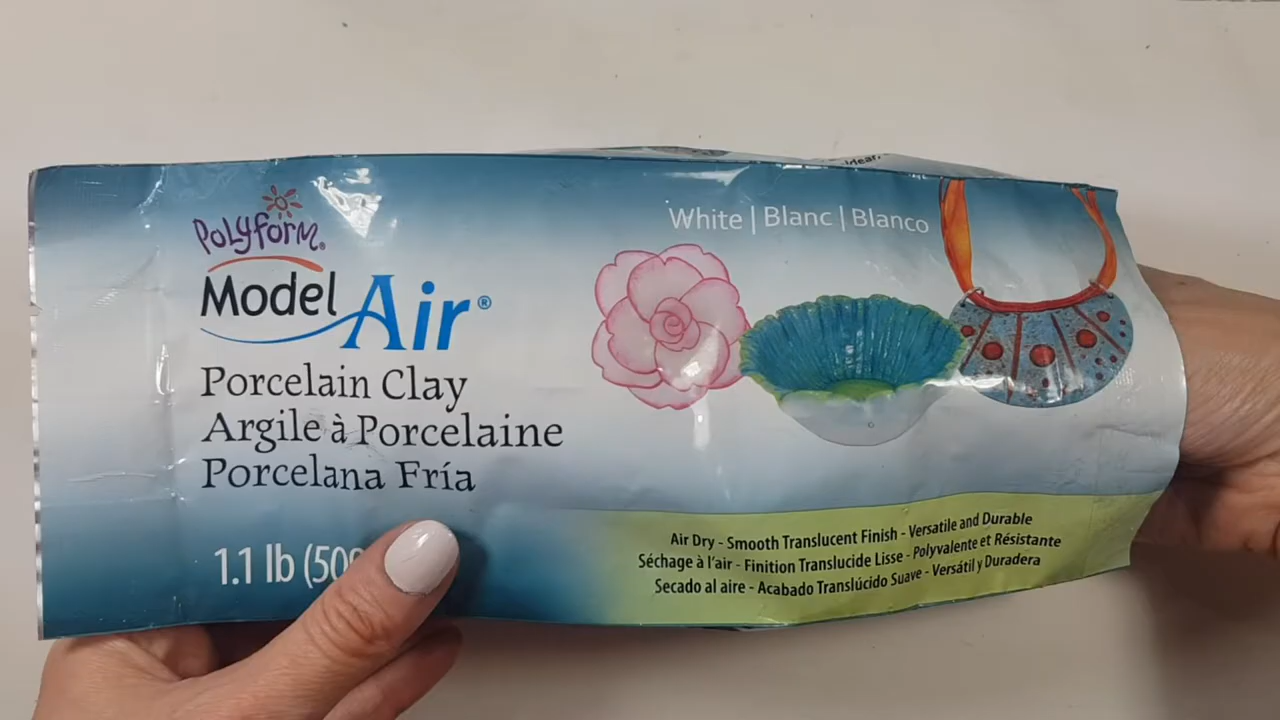 Polyform®
Model Air®
Porcelain Clay
Argile à Porcelaine
Porcelana Fría
1.1 lb (50
White | Blanc | Blanco
Air Dry - Smooth Translucent Finish - Versatile and Durable
Séchage à l'air - Finition Translucide Lisse - Polyvalente et Résistante
Secado al aire - Acabado Translúcido Suave - Versátil y Duradera